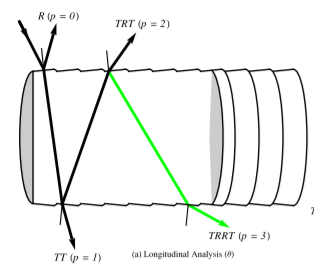 R (p = 0)
TRT (p = 2)
T
TRRT (p = 3)
TT (p = 1)
(a) Longitudinal Analysis (θ)